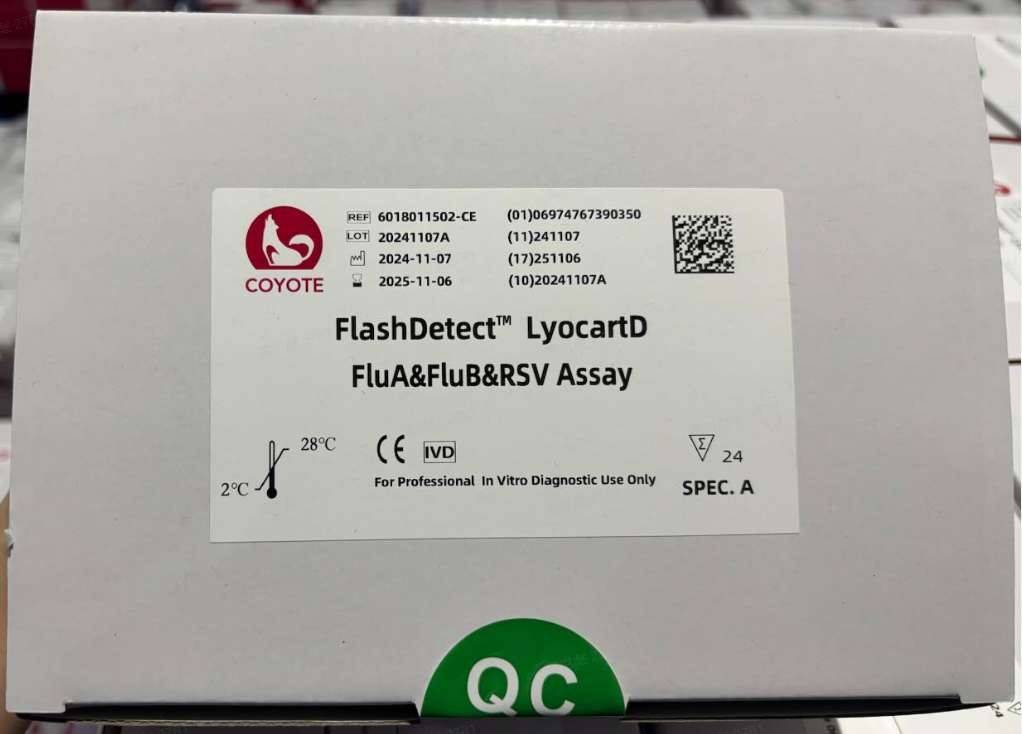 COYOTE
REF 6018011502-CE
LOT 20241107A
2024-11-07
2025-11-06
(01)06974767390350
(11)241107
(17)251106
(10)20241107A
FlashDetect™ LyocartD
FluA&FluB&RSV Assay
28℃
2℃
CE IVD
For Professional In Vitro Diagnostic Use Only
Σ 24
SPEC. A
QC
24